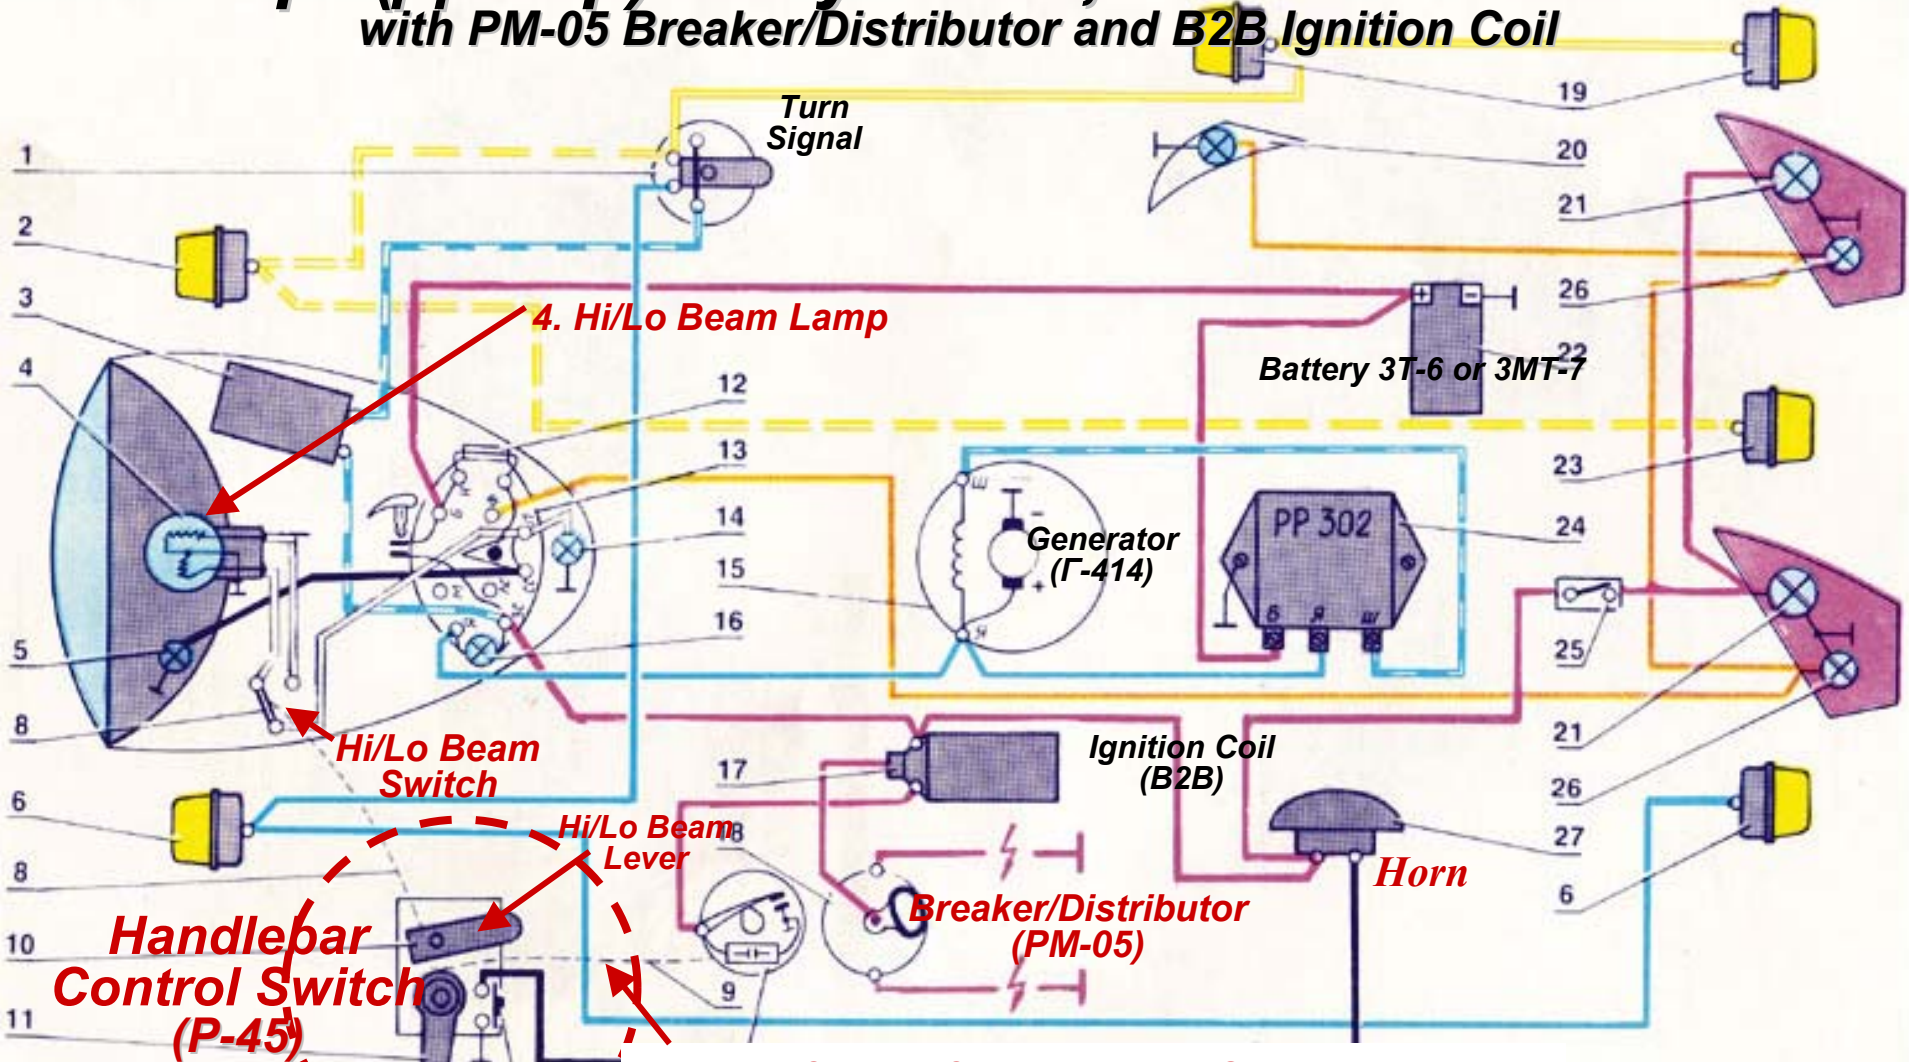 with PM-05 Breaker/Distributor and B2B Ignition Coil
Turn
Signal
19
1
20
2
21
3
26
4. Hi/Lo Beam Lamp
22
Battery 3T-6 or 3MT-7
4
12
13
23
14
PP 302
24
Generator
(Г-414)
15
Ш
Я
Б
Я
Ш
16
5
25
8
21
Hi/Lo Beam
Switch
17
Ignition Coil
(B2B)
26
6
Hi/Lo Beam
Lever
18
27
Horn
8
6
Breaker/Distributor
(PM-05)
Handlebar
Control Switch
(P-45)
10
9
11